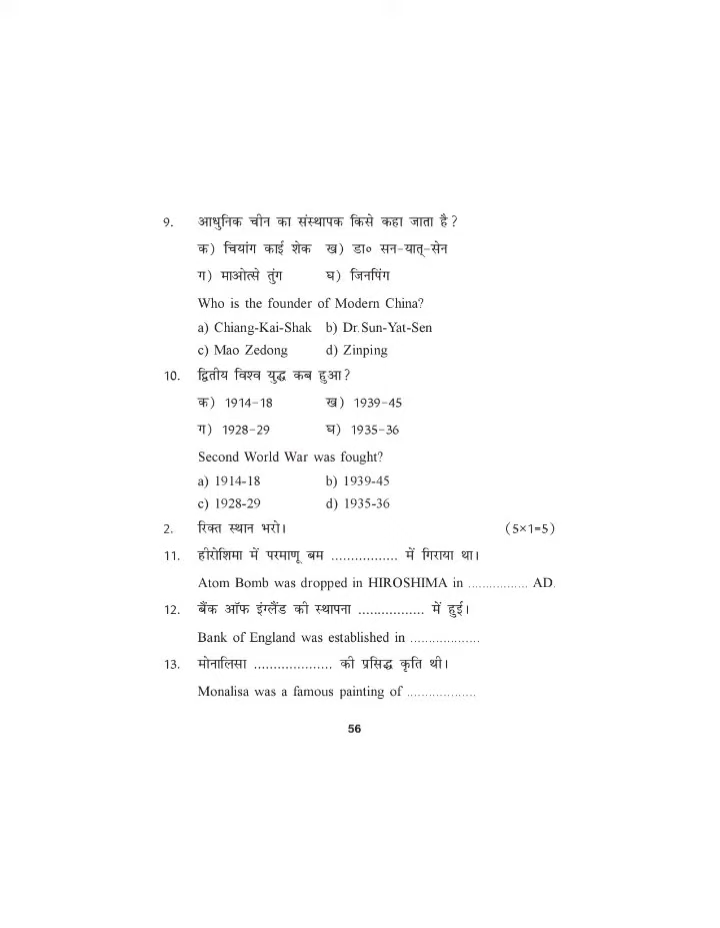 9. आधुनिक चीन का संस्थापक किसे कहा जाता है ?
क) चियांग काई शेक ख) डा० सन-यात्-सेन
ग) माओत्से तुंग घ) जिनपिंग
Who is the founder of Modern China?
a) Chiang-Kai-Shak b) Dr.Sun-Yat-Sen
c) Mao Zedong d) Zinping
10. द्वितीय विश्व युद्ध कब हुआ ?
क) 1914-18 ख) 1939-45
ग) 1928-29 घ) 1935-36
Second World War was fought?
a) 1914-18 b) 1939-45
c) 1928-29 d) 1935-36
2. रिक्त स्थान भरो। (5×1=5)
11. हीरोशिमा में परमाणू बम ................. में गिराया था।
Atom Bomb was dropped in HIROSHIMA in ................ AD.
12. बैंक ऑफ इंग्लैंड की स्थापना ................. में हुई।
Bank of England was established in ...................
13. मोनालिसा .................... की प्रसिद्ध कृति थी।
Monalisa was a famous painting of ...................
56